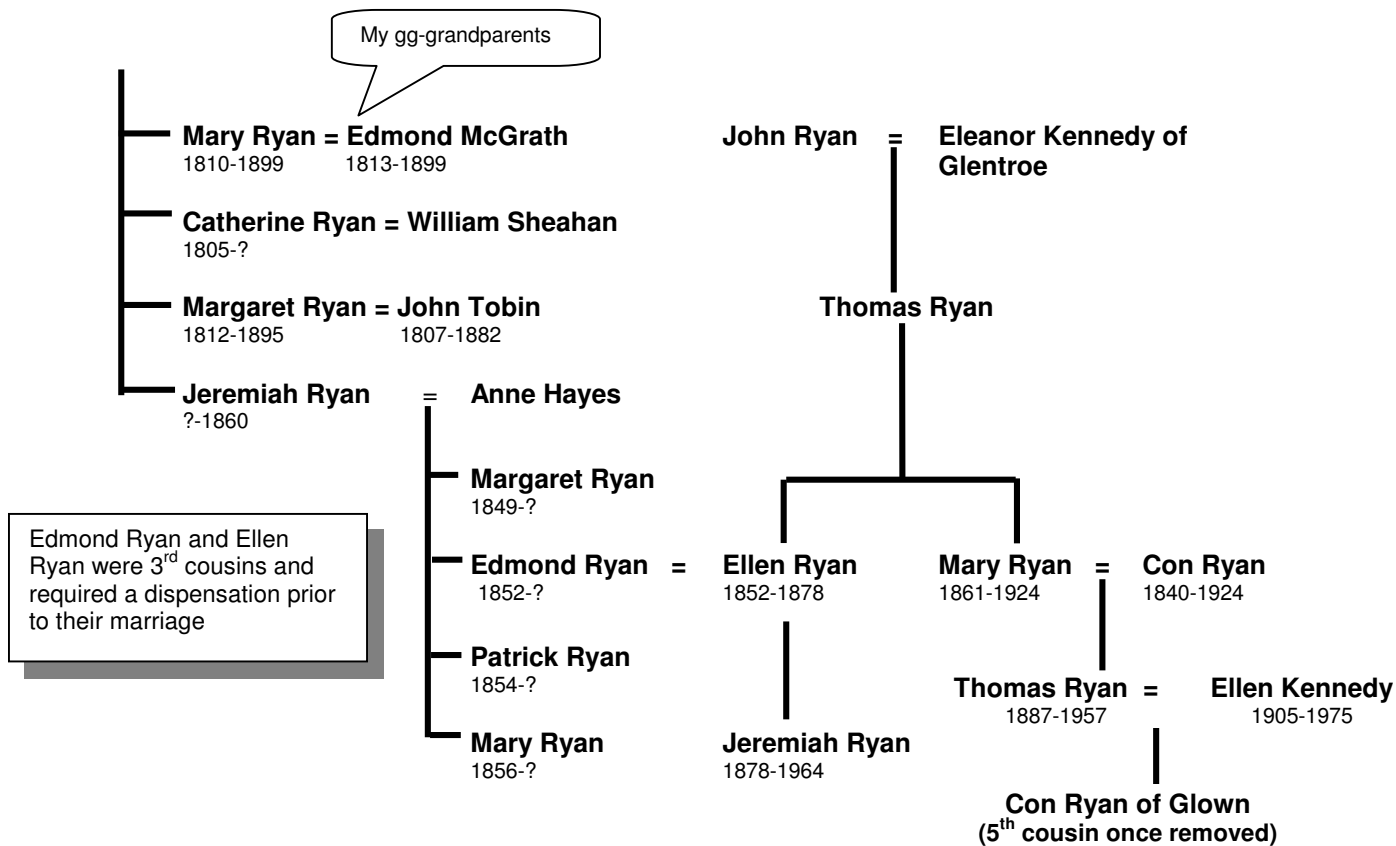 My gg-grandparents
Mary Ryan = Edmond McGrath
1810-1899 1813-1899
Catherine Ryan = William Sheahan
1805-?
Margaret Ryan = John Tobin
1812-1895 1807-1882
Jeremiah Ryan = Anne Hayes
?-1860
Margaret Ryan
1849-?
Edmond Ryan = Ellen Ryan
1852-? 1852-1878
Patrick Ryan
1854-?
Mary Ryan
1856-?
Jeremiah Ryan
1878-1964
John Ryan = Eleanor Kennedy of
Glentroe
Thomas Ryan
Mary Ryan = Con Ryan
1861-1924 1840-1924
Thomas Ryan = Ellen Kennedy
1887-1957 1905-1975
Con Ryan of Glown
(5th cousin once removed)
Edmond Ryan and Ellen
Ryan were 3rd cousins and
required a dispensation prior
to their marriage